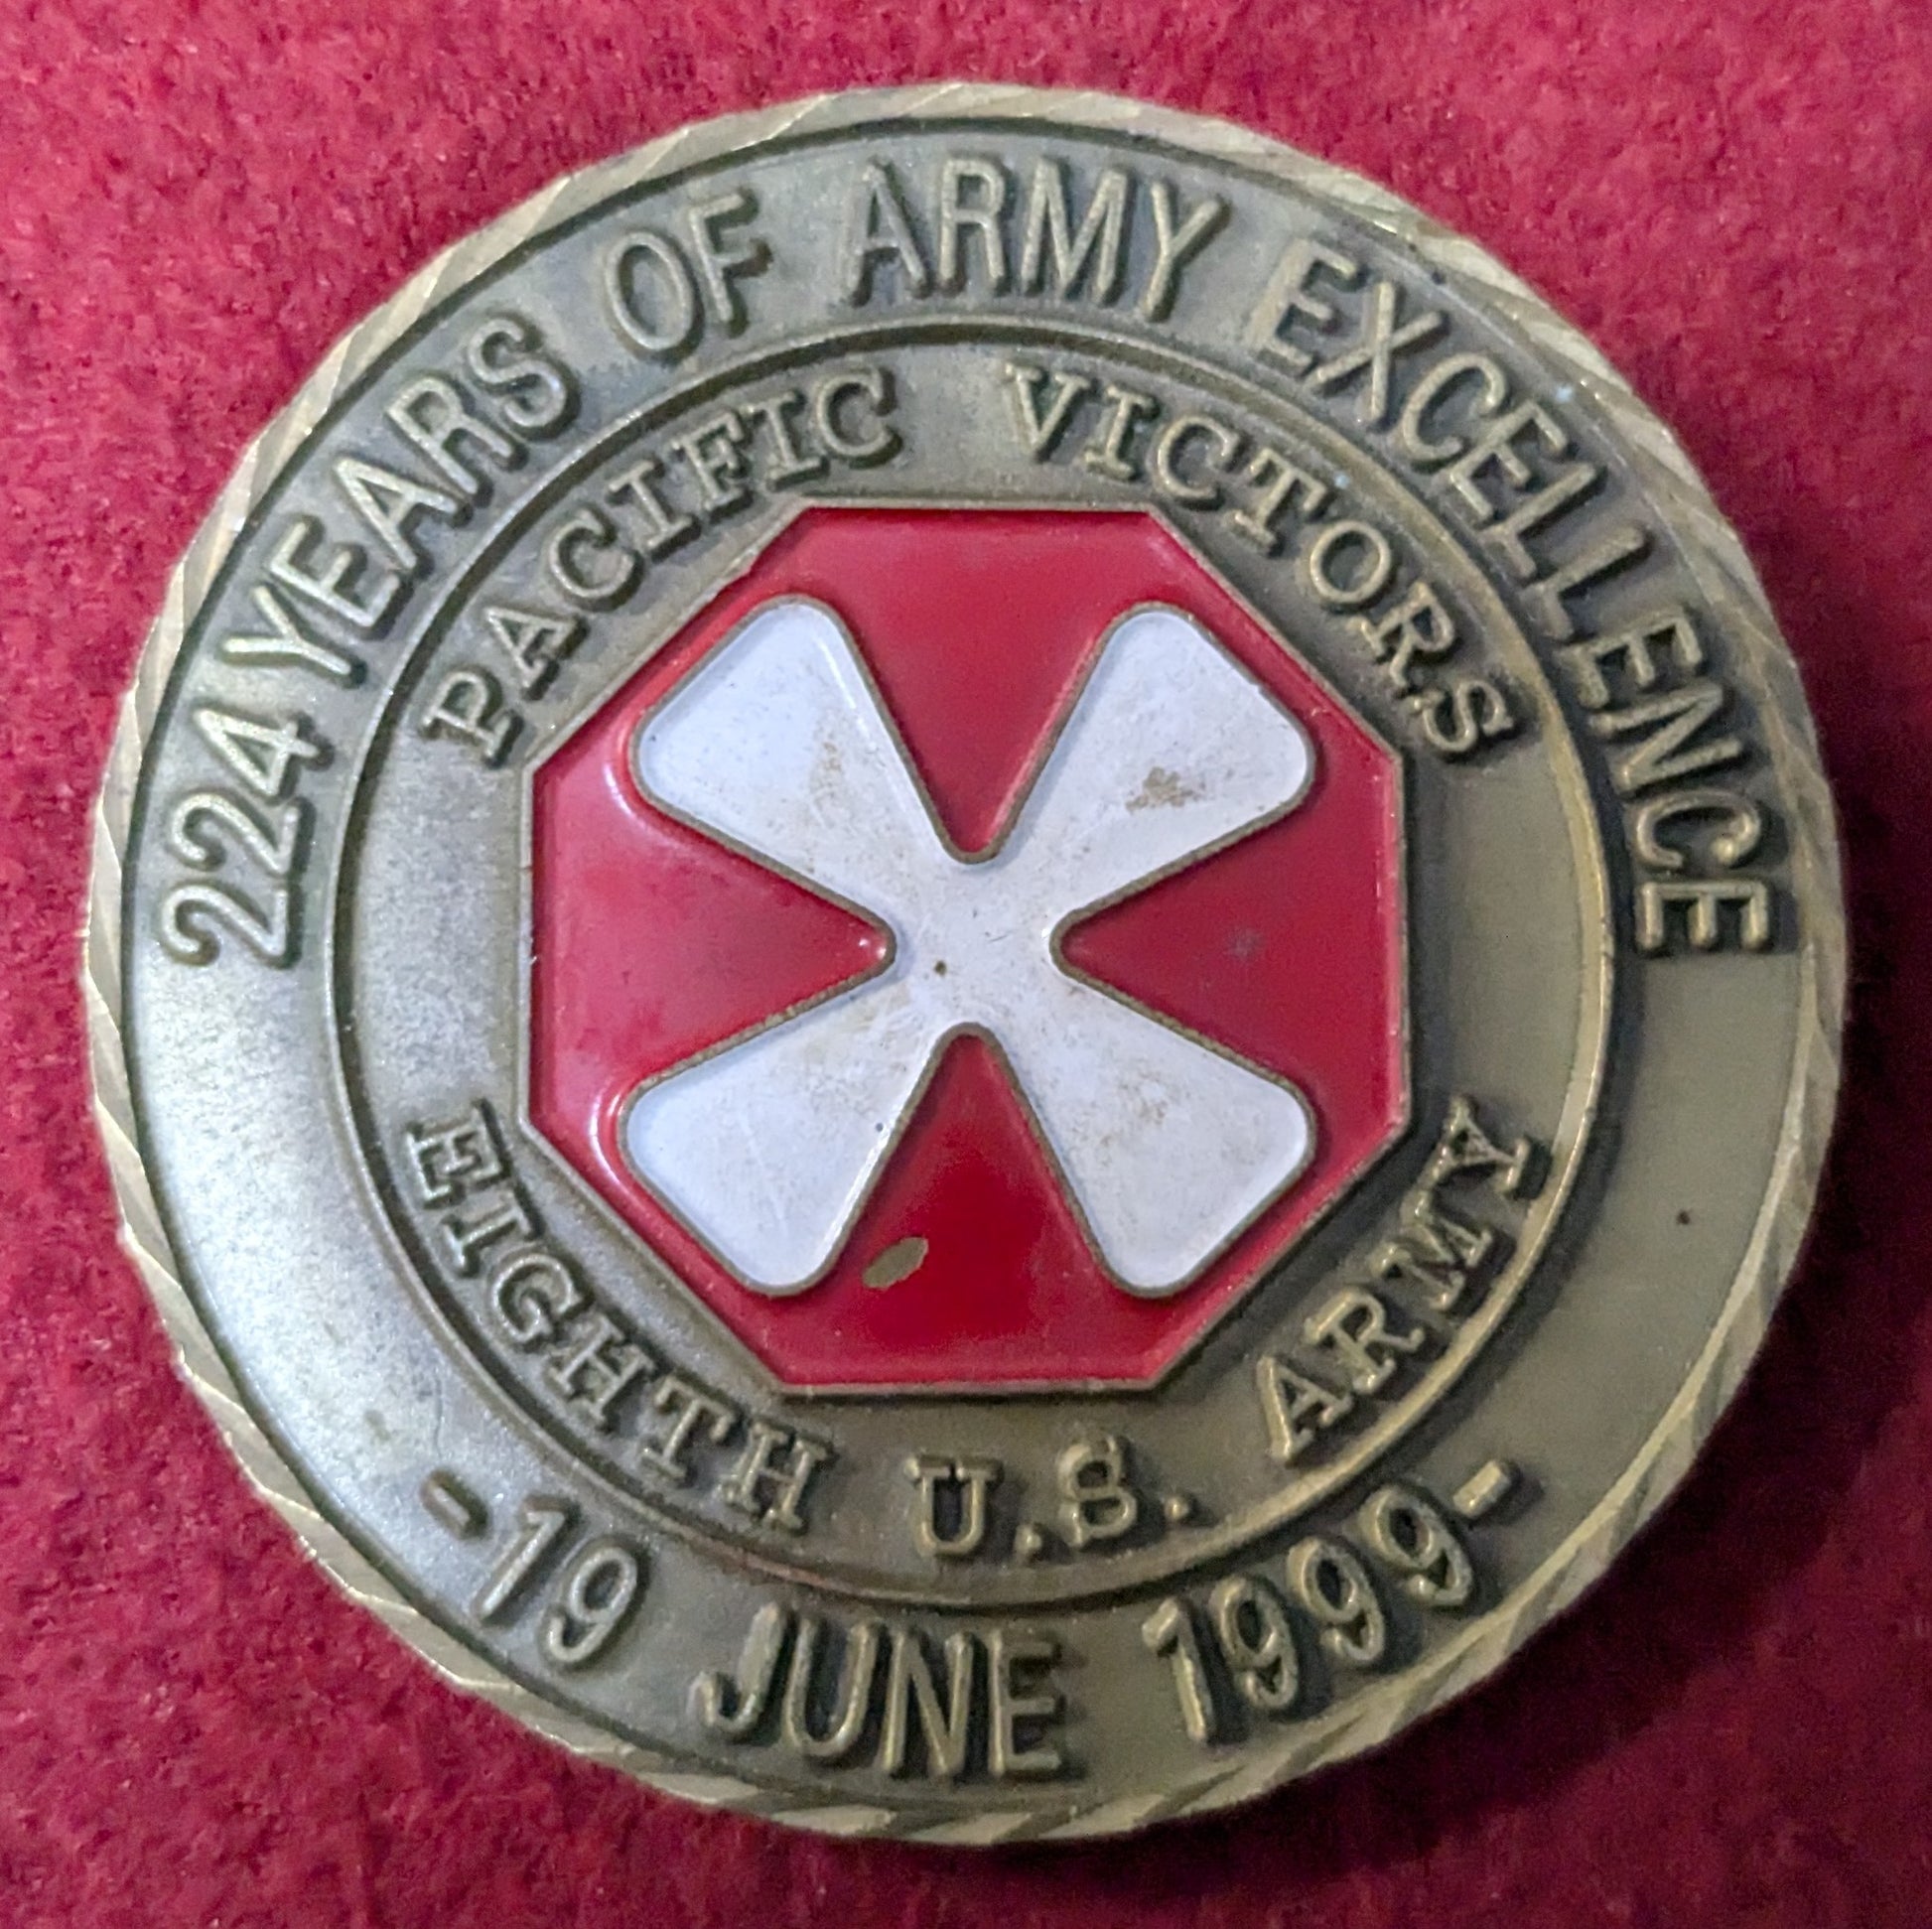 224 YEARS OF ARMY EXCELLENCE
PACIFIC VICTORS
EIGHTH U.S. ARMY
-19 JUNE 1999-